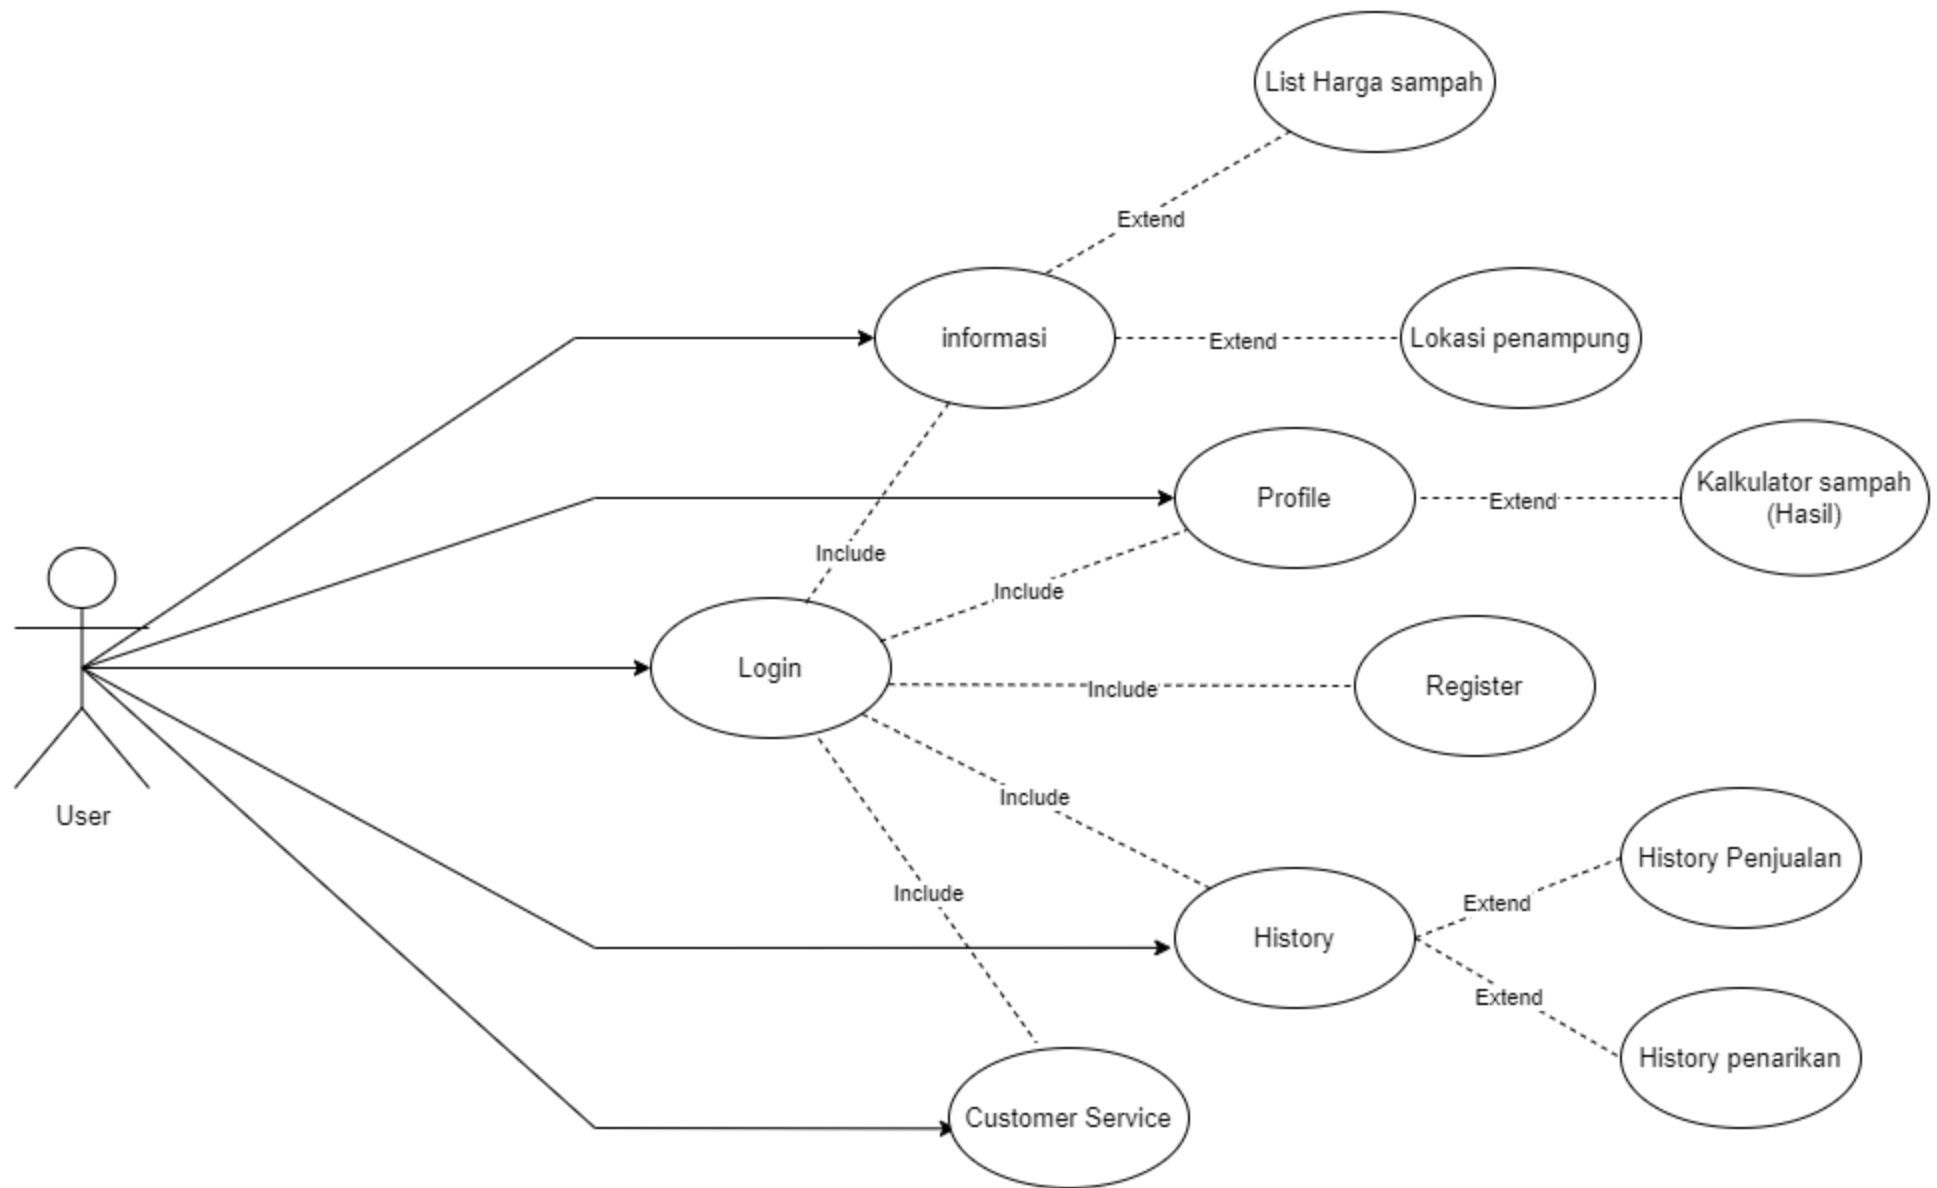 List Harga sampah
Extend
informasi
Extend
Lokasi penampung
Profile
Extend
Kalkulator sampah
(Hasil)
Include
Include
Login
Include
Register
User
Include
History Penjualan
Include
Extend
History
Extend
History penarikan
Customer Service